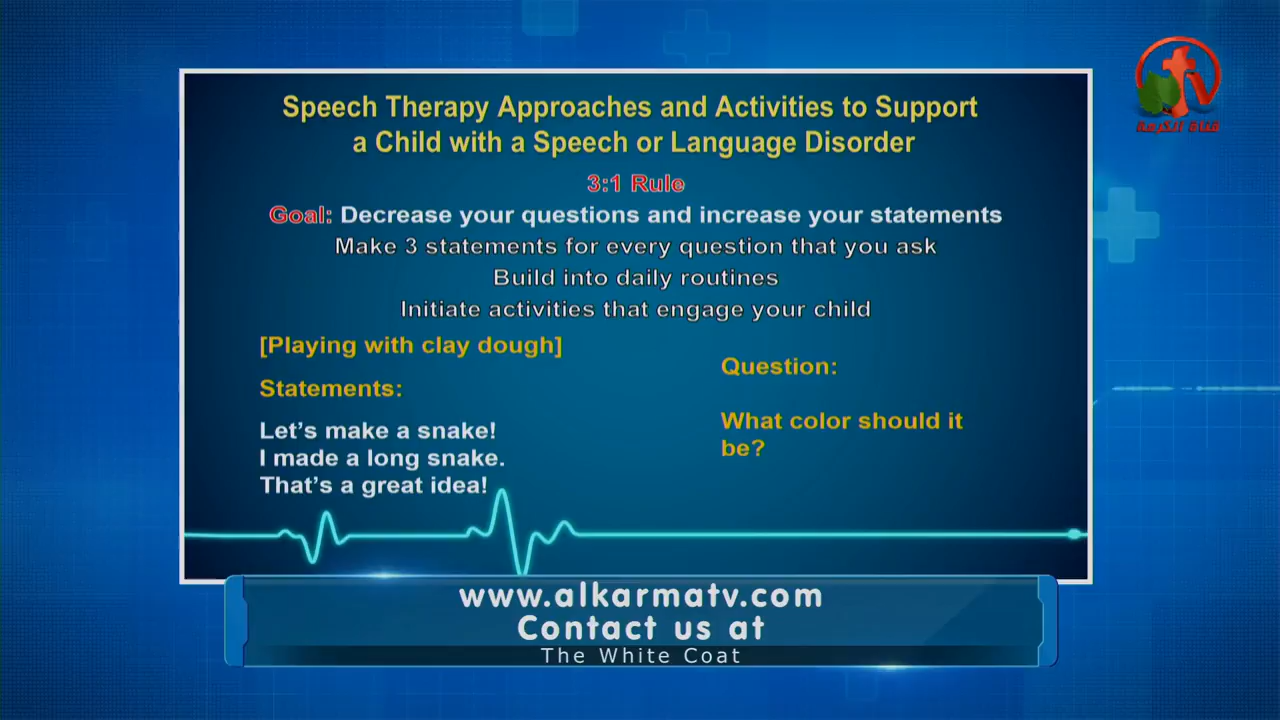 Speech Therapy Approaches and Activities to Support
a Child with a Speech or Language Disorder
3:1 Rule
Goal: Decrease your questions and increase your statements
Make 3 statements for every question that you ask
Build into daily routines
Initiate activities that engage your child
[Playing with clay dough]
Statements:
Let's make a snake!
I made a long snake.
That's a great idea!
Question:
What color should it
be?
tv
قناة الكرمة
www.alkarmatv.com
Contact us at
The White Coat